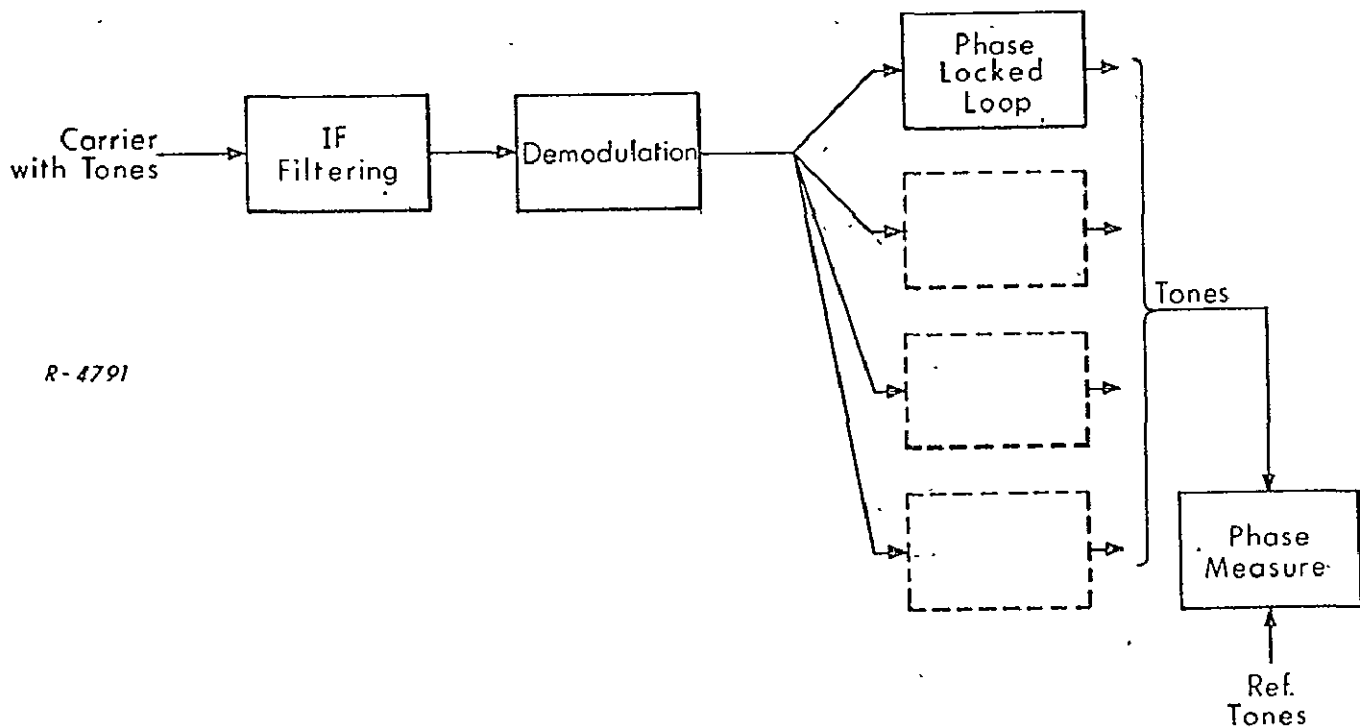 Phase
Locked
Loop
Carrier
with Tones
IF
Filtering
Demodulation
Tones
R-4791
Phase
Measure
Ref.
Tones